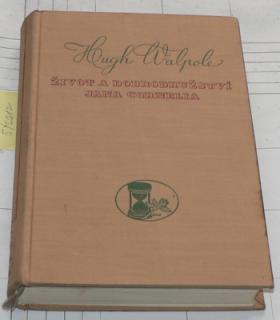 Hugh Walpole
ŽIVOT A DOBRODRUŽSTVÍ
JANA CORNELIA